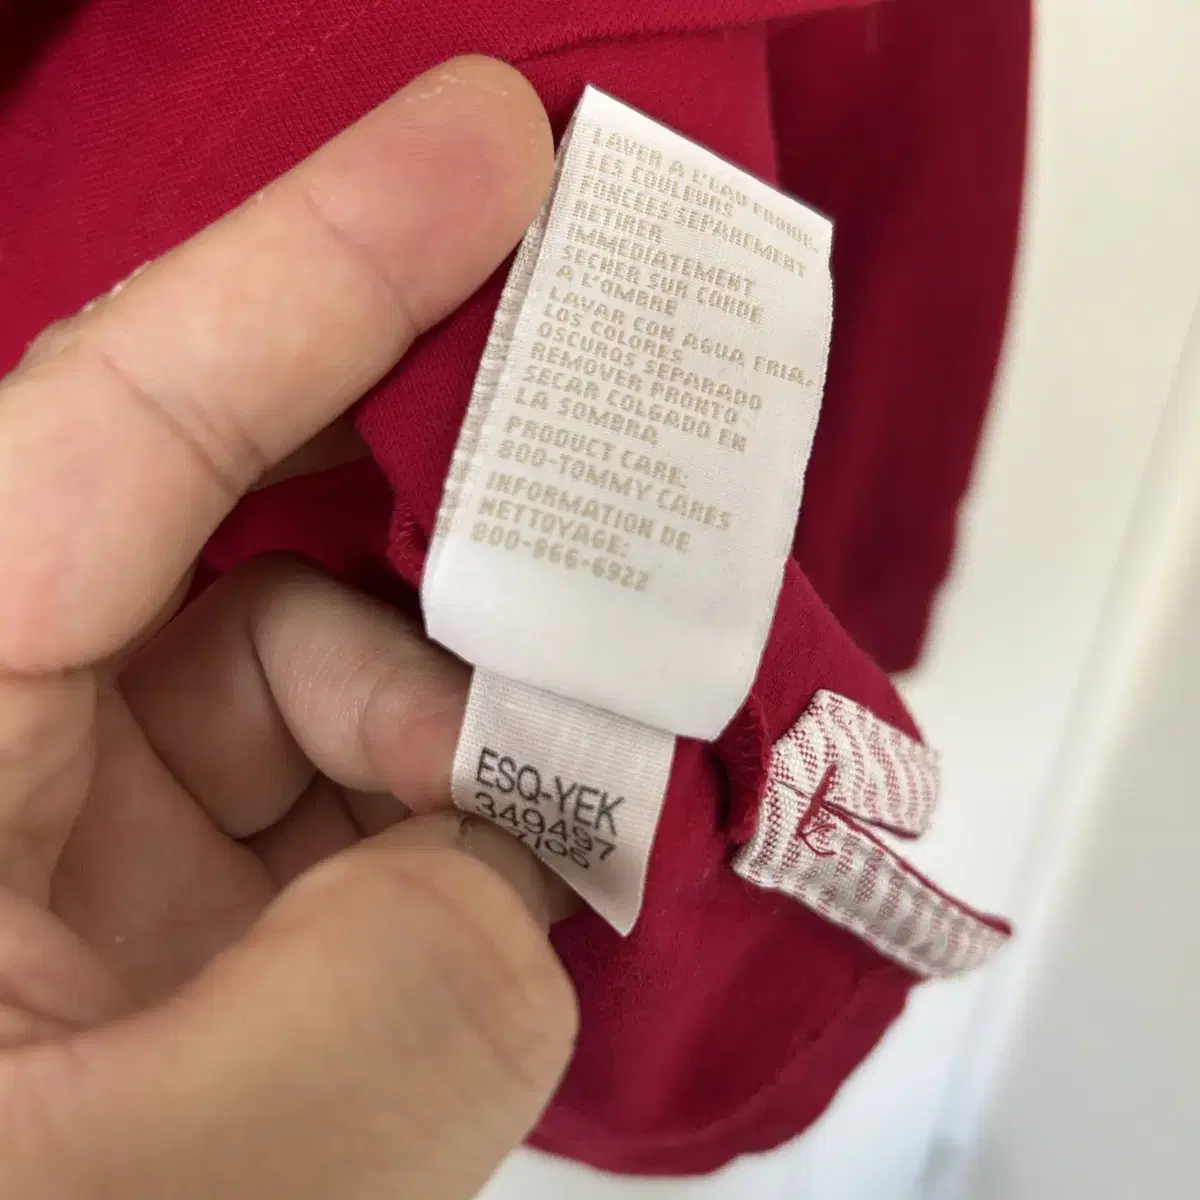 LAVER A L'EAU FROIDE.
LES COULEURS
FONCEES SEPAREMENT
RETIRER
IMMEDIATEMENT
SECHER SUR CORDE
A L'OMBRE
LAVAR CON AGUA FRIA.
LOS COLORES
OSCUROS SEPARADO
REMOVER PRONTO
SECAR COLGADO EN
LA SOMBRA
PRODUCT CARE:
800-TOMMY CARES
INFORMATION DE
NETTOYAGE:
800-866-6922
ESQ-YEK